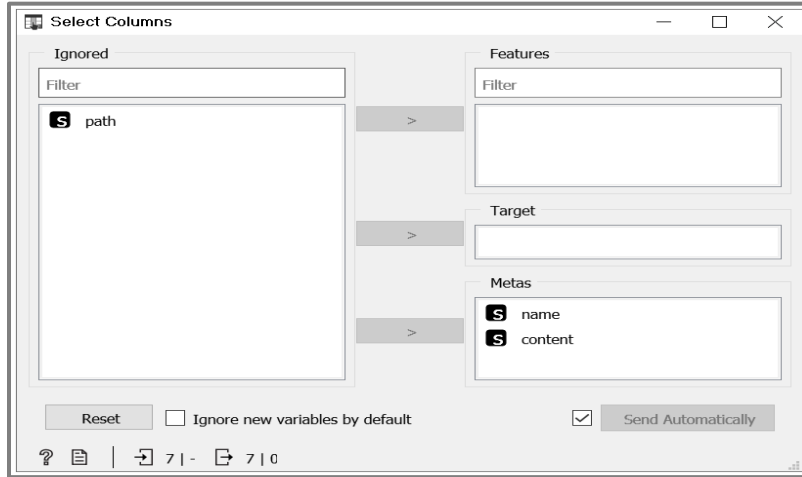 Select Columns
Ignored
Filter
S path
>
>
>
Features
Filter
Target
Metas
S name
S content
Reset
Ignore new variables by default
Send Automatically
? 7 | - 7 | 0